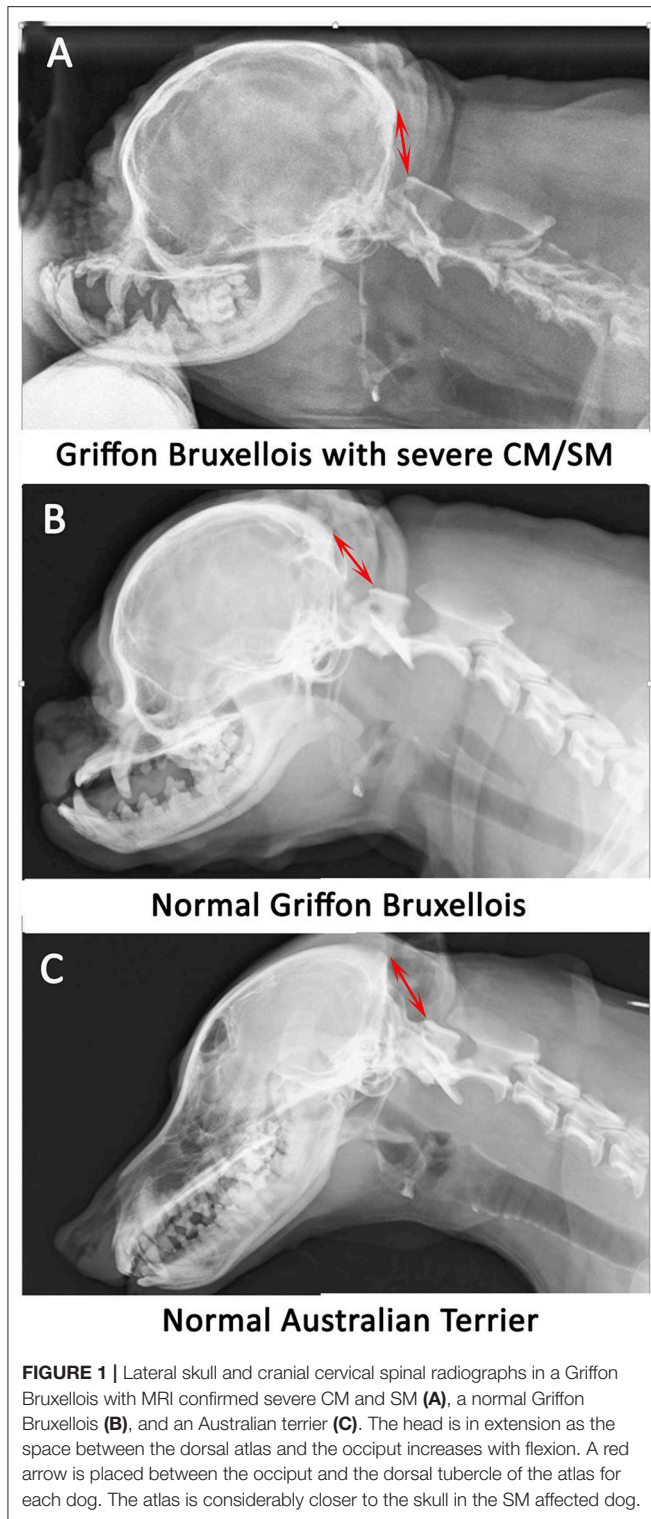 A
Griffon Bruxellois with severe CM/SM
B
Normal Griffon Bruxellois
C
Normal Australian Terrier
FIGURE 1 | Lateral skull and cranial cervical spinal radiographs in a Griffon
Bruxellois with MRI confirmed severe CM and SM (A), a normal Griffon
Bruxellois (B), and an Australian terrier (C). The head is in extension as the
space between the dorsal atlas and the occiput increases with flexion. A red
arrow is placed between the occiput and the dorsal tubercle of the atlas for
each dog. The atlas is considerably closer to the skull in the SM affected dog.